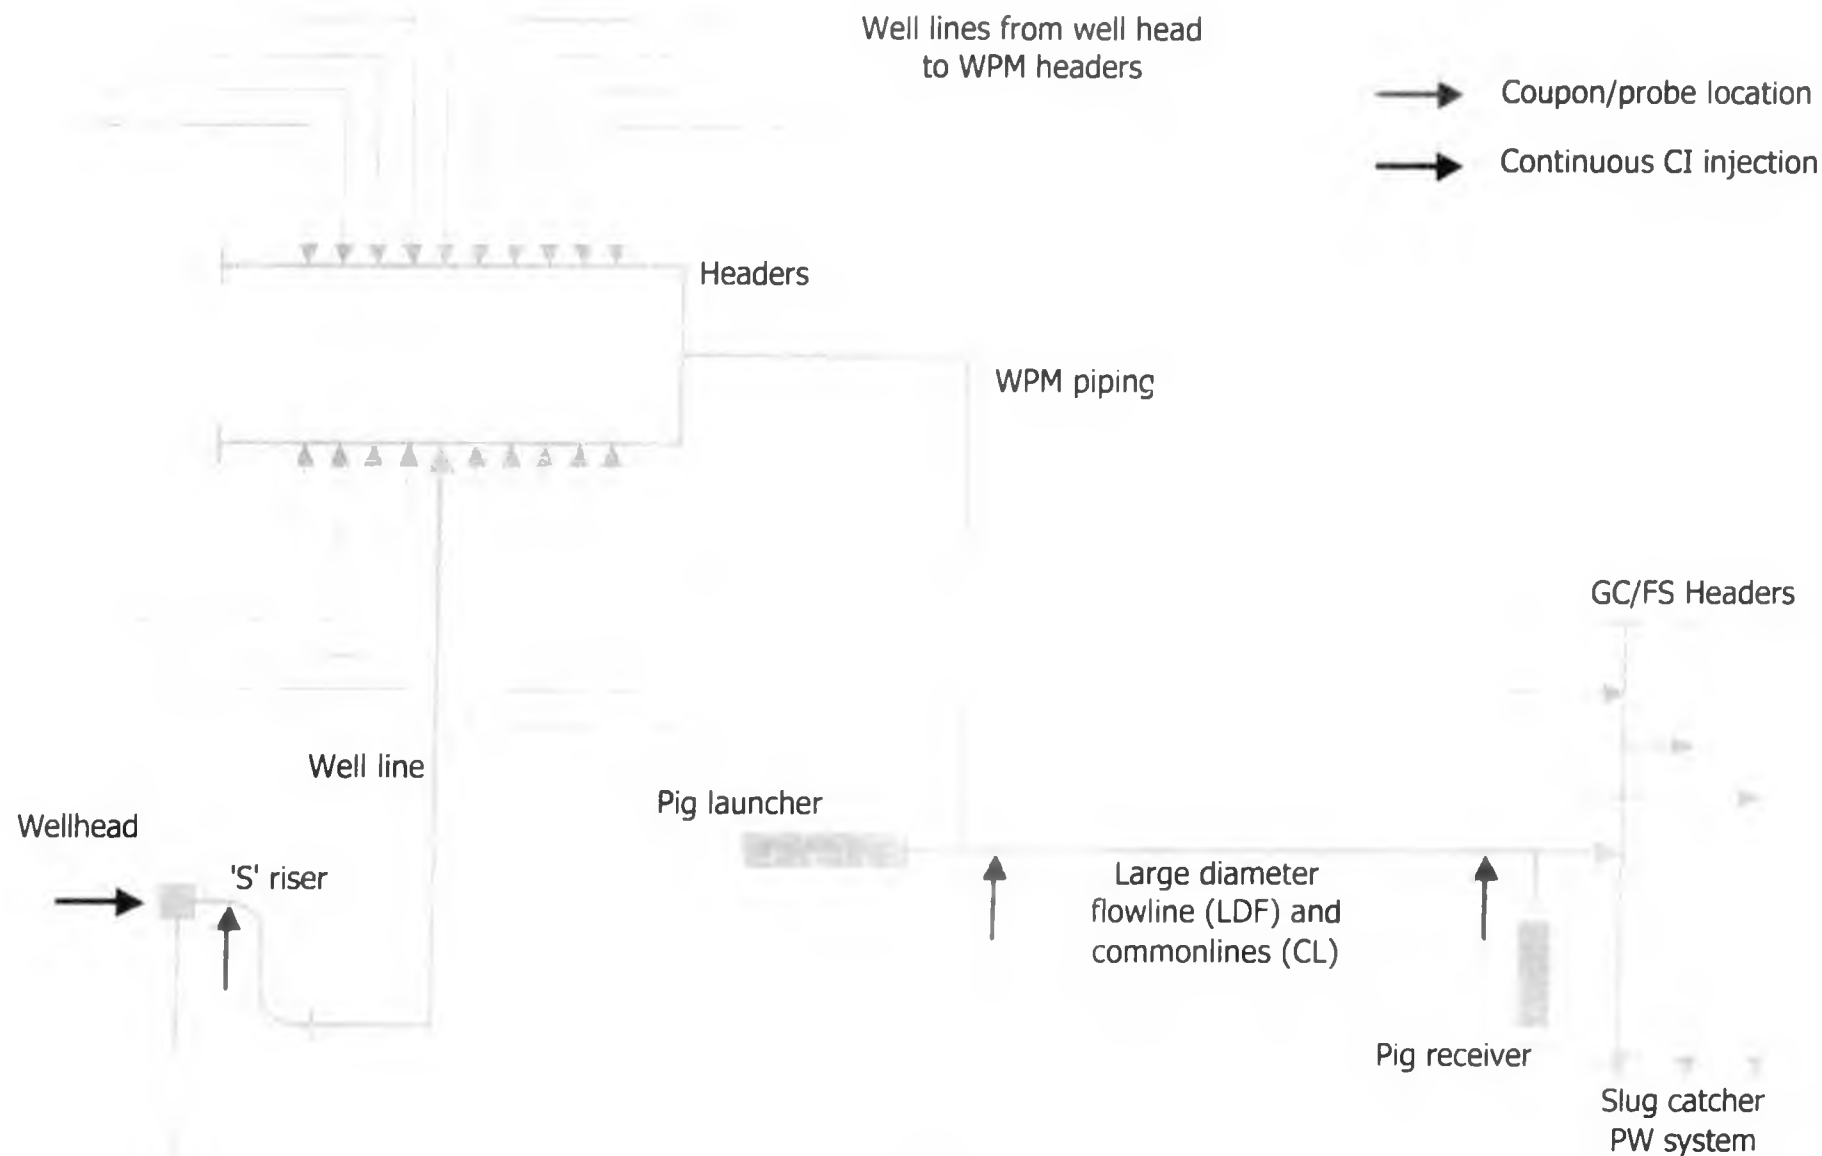 Well lines from well head
to WPM headers
Coupon/probe location
Continuous CI injection
Headers
WPM piping
GC/FS Headers
Well line
Pig launcher
Wellhead
'S' riser
Large diameter
flowline (LDF) and
commonlines (CL)
Pig receiver
Slug catcher
PW system